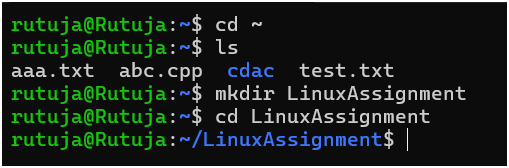 rutuja@Rutuja:~$ cd ~
rutuja@Rutuja:~$ ls
aaa.txt  abc.cpp  cdac  test.txt
rutuja@Rutuja:~$ mkdir LinuxAssignment
rutuja@Rutuja:~$ cd LinuxAssignment
rutuja@Rutuja:~/LinuxAssignment$